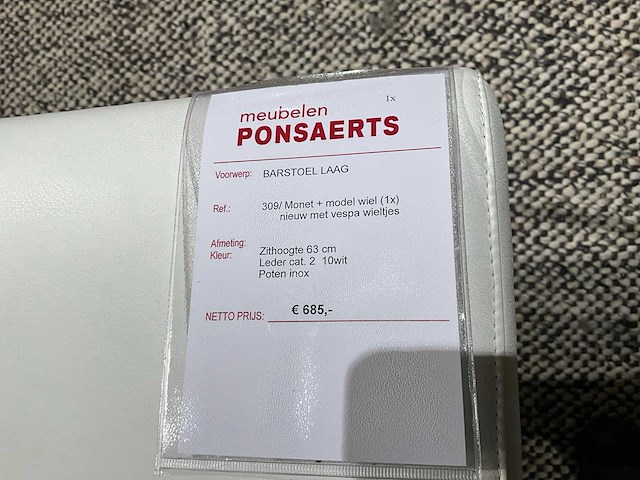 1x
meubelen
PONSAERTS
Voorwerp: BARSTOEL LAAG
Ref.: 309/ Monet + model wiel (1x)
nieuw met vespa wieltjes
Afmeting: Zithoogte 63 cm
Kleur: Leder cat. 2 10wit
Poten inox
NETTO PRIJS: € 685,-